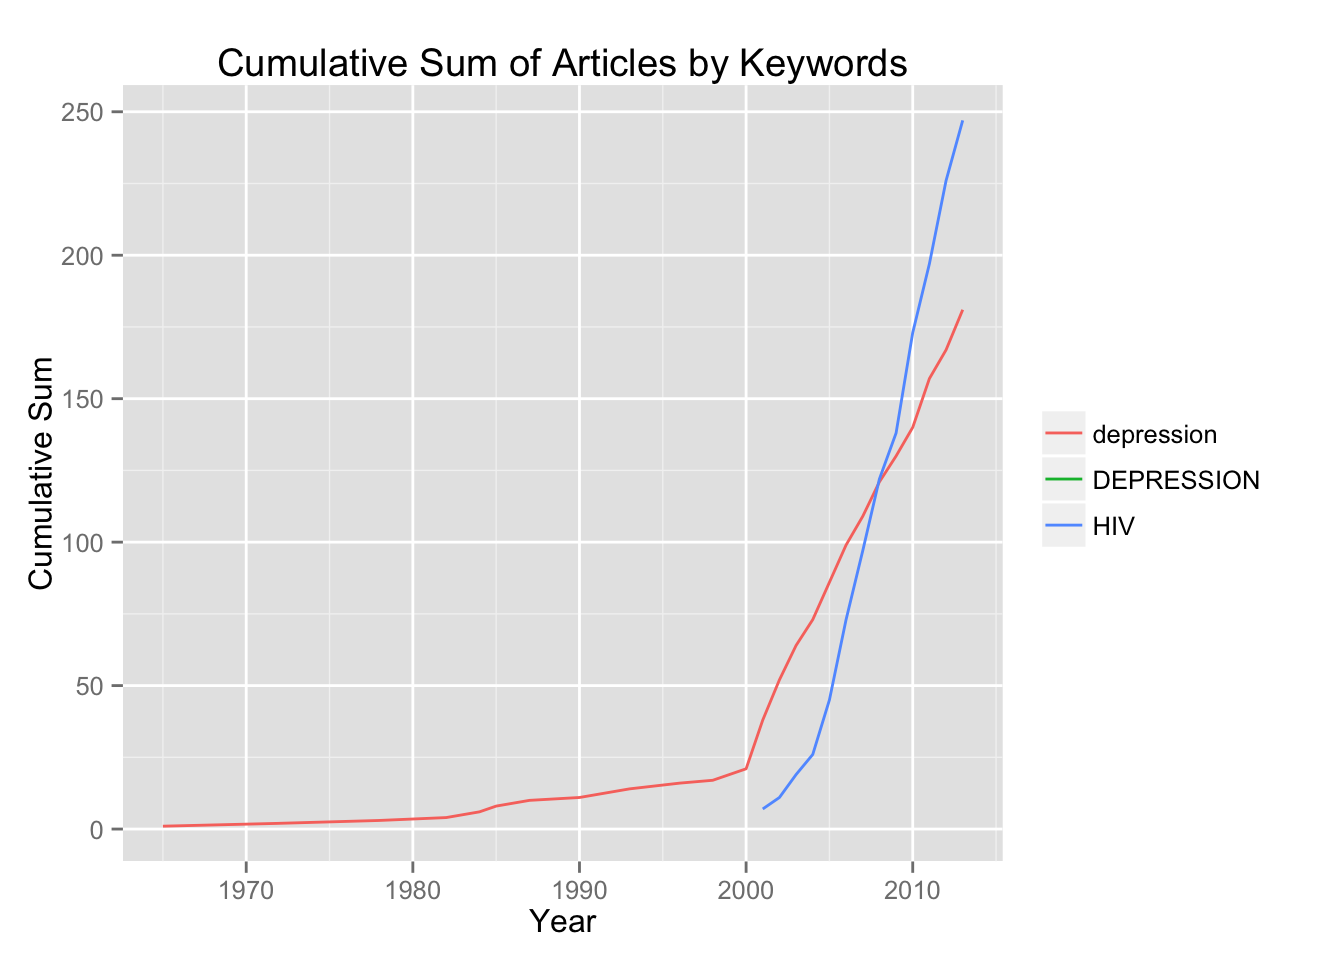 Cumulative Sum of Articles by Keywords
250
200
150
100
50
0
Cumulative Sum
1970 1980 1990 2000 2010
Year
depression
DEPRESSION
HIV